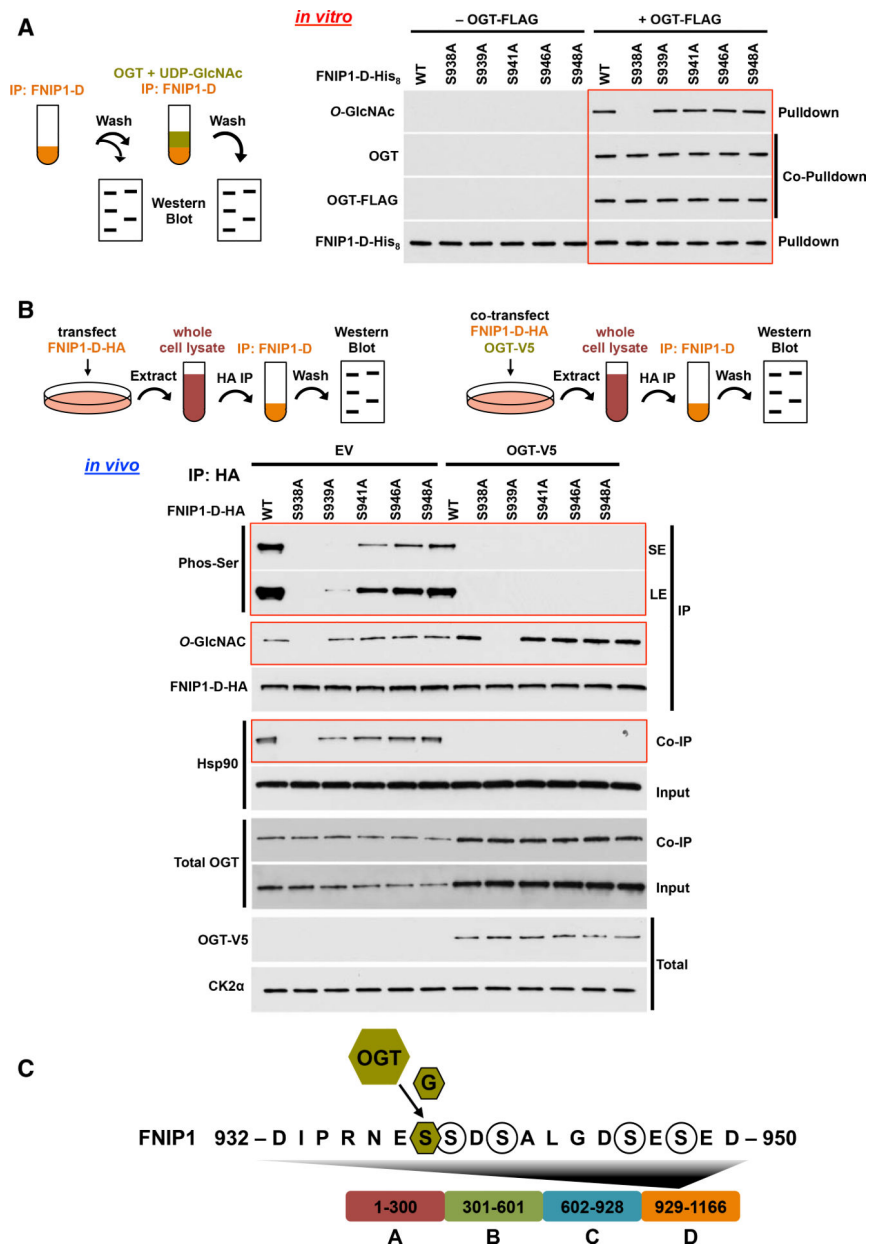 A
in vitro
– OGT-FLAG
+ OGT-FLAG
OGT + UDP-GlcNAc
IP: FNIP1-D
IP: FNIP1-D
Wash
Wash
Western
Blot
FNIP1-D-His8
WT S938A S939A S941A S946A S948A WT S938A S939A S941A S946A S948A
O-GlcNAc
Pulldown
OGT
OGT-FLAG
Co-Pulldown
FNIP1-D-His8
Pulldown
B
transfect
FNIP1-D-HA
whole
cell lysate
IP: FNIP1-D
Western
Blot
Extract
HA IP
Wash
co-transfect
FNIP1-D-HA
OGT-V5
whole
cell lysate
IP: FNIP1-D
Western
Blot
Extract
HA IP
Wash
in vivo
IP: HA
EV
OGT-V5
FNIP1-D-HA
WT S938A S939A S941A S946A S948A WT S938A S939A S941A S946A S948A
Phos-Ser
SE
LE
IP
O-GlcNAC
FNIP1-D-HA
Hsp90
Co-IP
Input
Total OGT
Co-IP
Input
OGT-V5
CK2α
Total
C
OGT
G
FNIP1 932 – D I P R N E S S D S A L G D S E S E D – 950
1-300 301-601 602-928 929-1166
A B C D